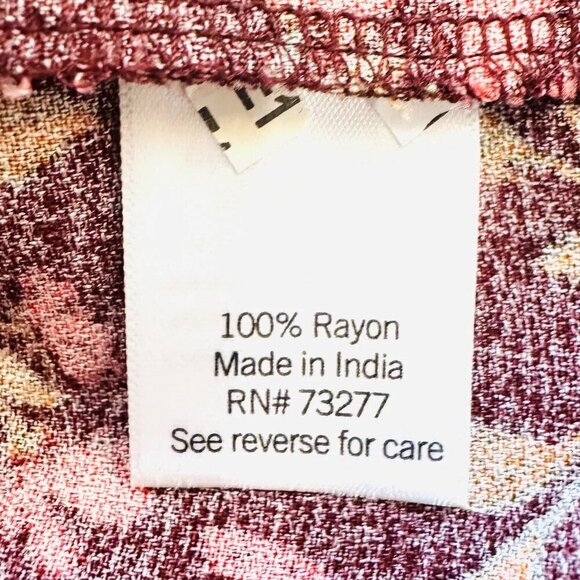 100% Rayon
Made in India
RN# 73277
See reverse for care